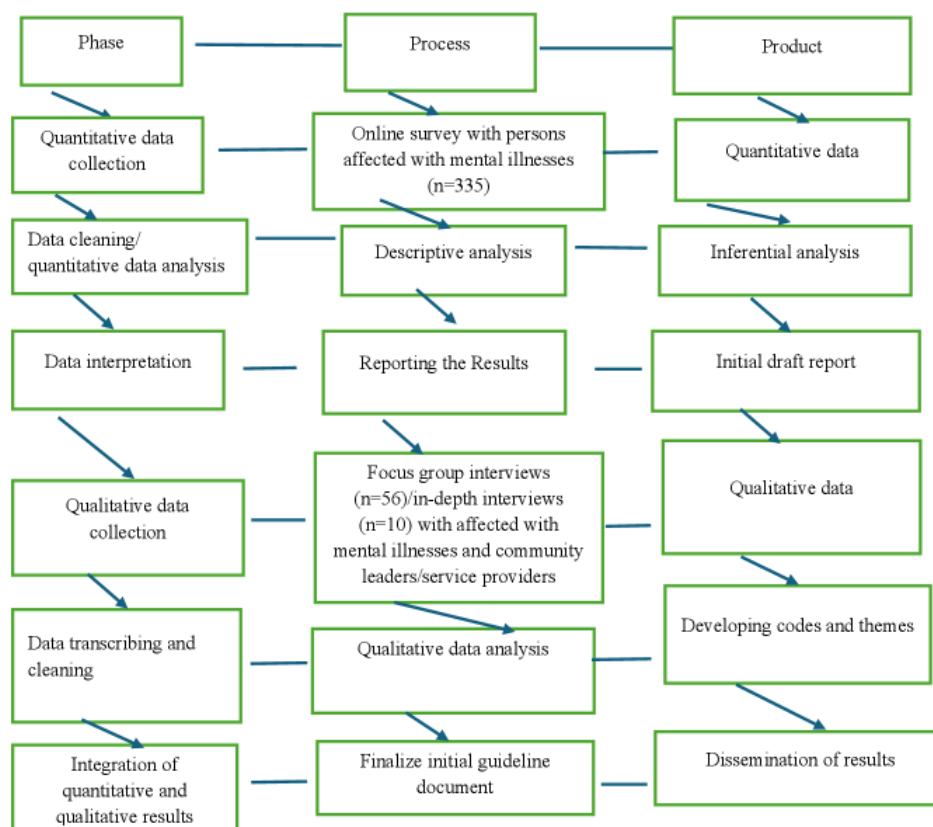 Phase
Process
Product
Quantitative data
collection
Online survey with persons
affected with mental illnesses
(n=335)
Quantitative data
Data cleaning/
quantitative data analysis
Descriptive analysis
Inferential analysis
Data interpretation
Reporting the Results
Initial draft report
Qualitative data
collection
Focus group interviews
(n=56)/in-depth interviews
(n=10) with affected with
mental illnesses and community
leaders/service providers
Qualitative data
Data transcribing and
cleaning
Qualitative data analysis
Developing codes and themes
Integration of
quantitative and
qualitative results
Finalize initial guideline
document
Dissemination of results